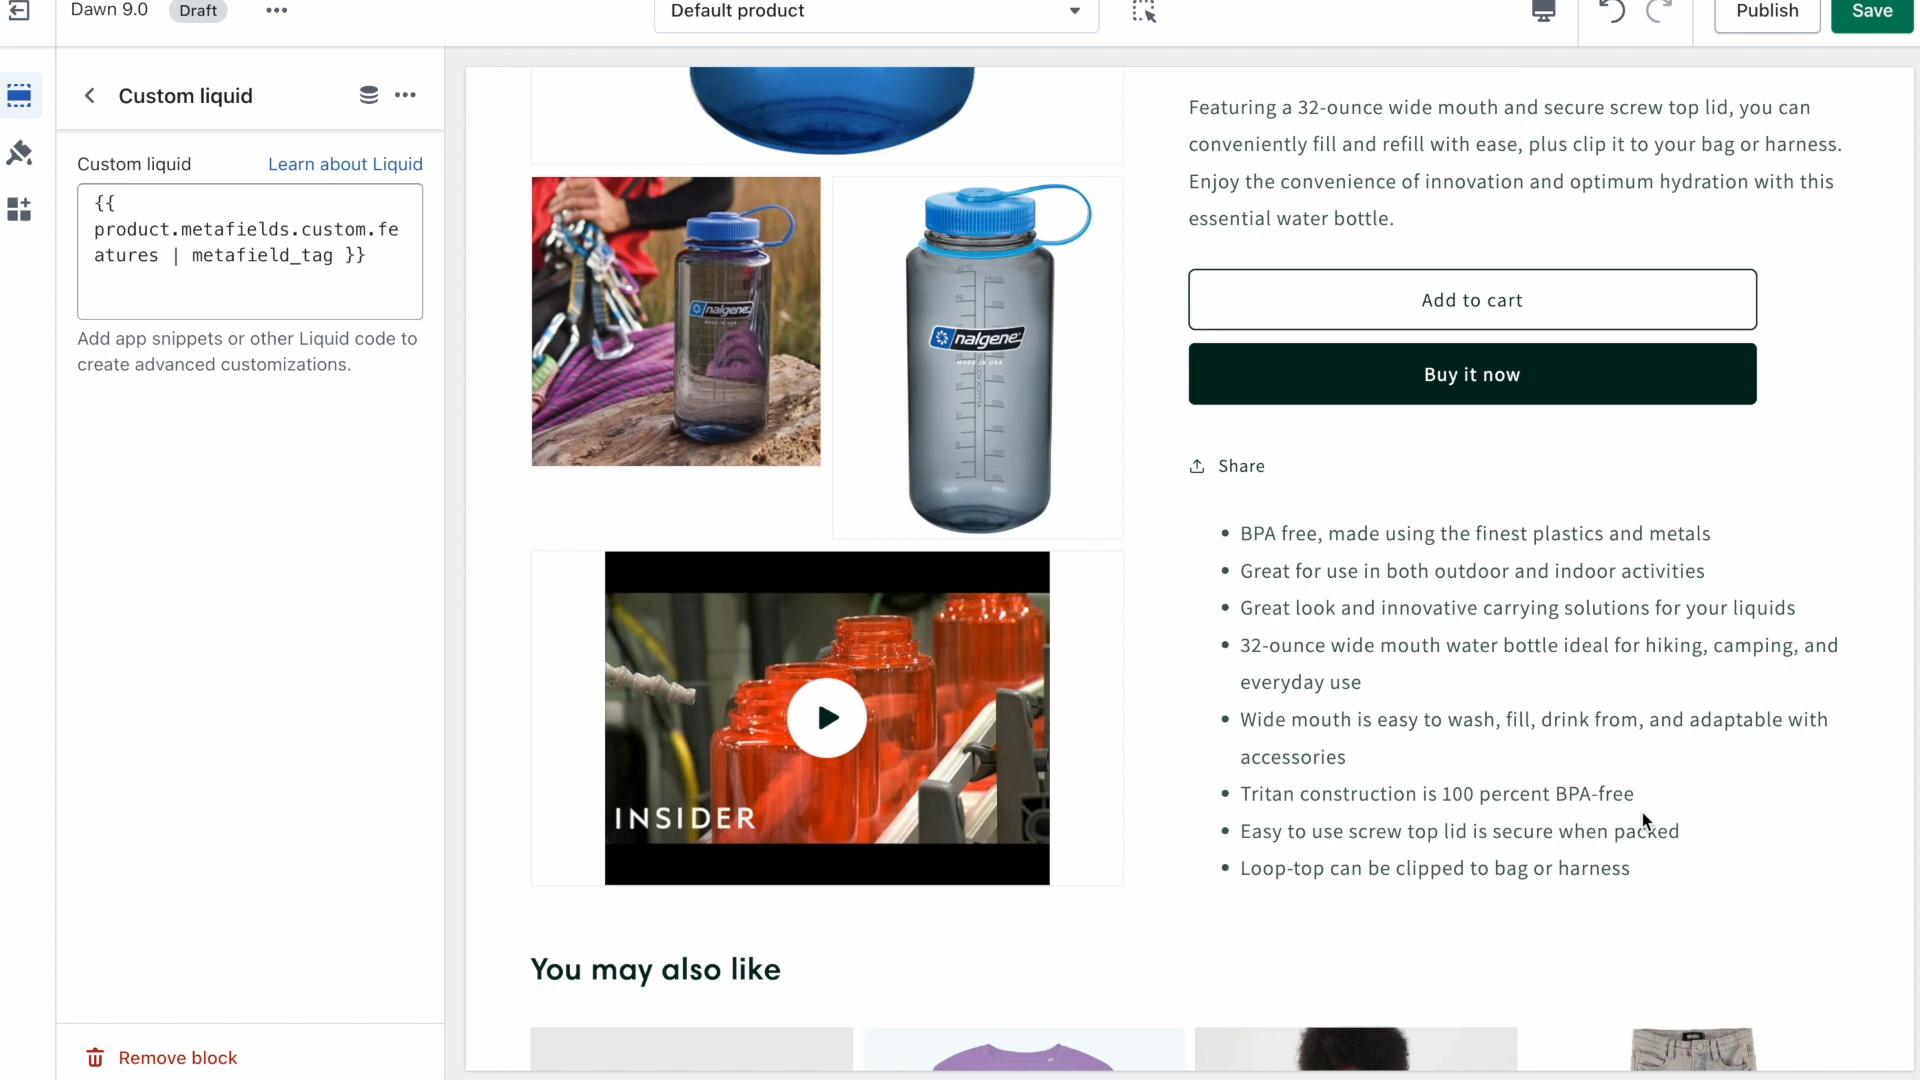 Dawn 9.0
Draft
Default product
Publish
Save
Custom liquid
Custom liquid
Learn about Liquid
{{
product.metafields.custom.fe
atures | metafield_tag }}
Add app snippets or other Liquid code to
create advanced customizations.
Remove block
nalgene
MADE IN USA
nalgene
MADE IN USA
INSIDER
Featuring a 32-ounce wide mouth and secure screw top lid, you can
conveniently fill and refill with ease, plus clip it to your bag or harness.
Enjoy the convenience of innovation and optimum hydration with this
essential water bottle.
Add to cart
Buy it now
Share
• BPA free, made using the finest plastics and metals
• Great for use in both outdoor and indoor activities
• Great look and innovative carrying solutions for your liquids
• 32-ounce wide mouth water bottle ideal for hiking, camping, and
everyday use
• Wide mouth is easy to wash, fill, drink from, and adaptable with
accessories
• Tritan construction is 100 percent BPA-free
• Easy to use screw top lid is secure when packed
• Loop-top can be clipped to bag or harness
You may also like